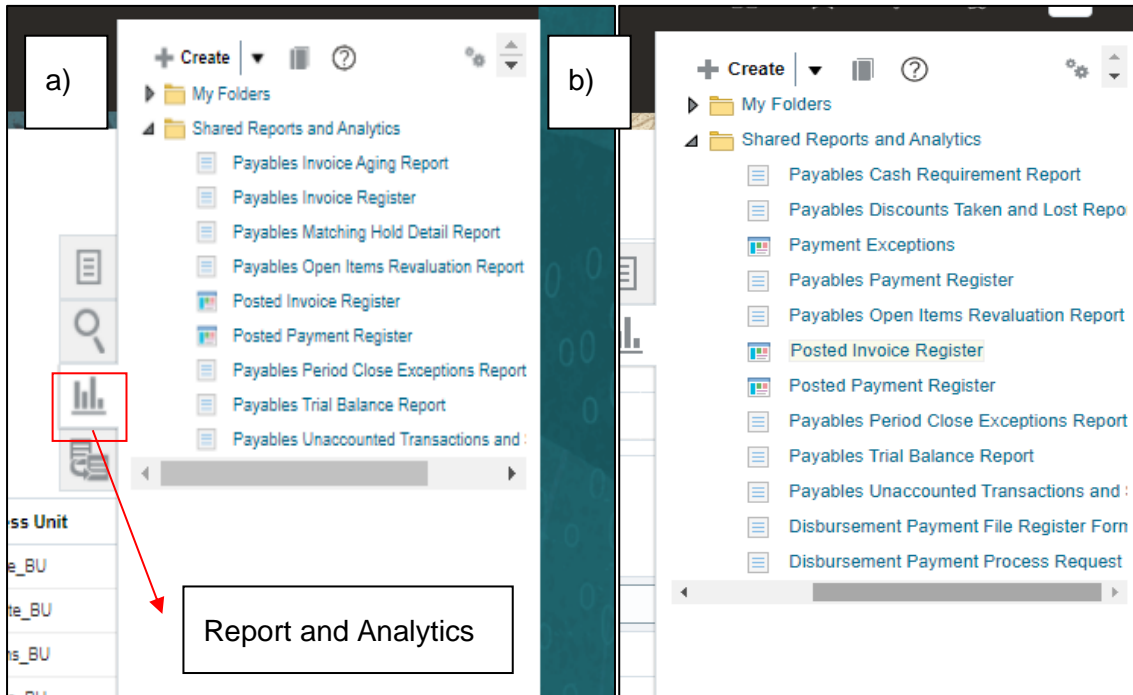 a)
Create
My Folders
Shared Reports and Analytics
Payables Invoice Aging Report
Payables Invoice Register
Payables Matching Hold Detail Report
Payables Open Items Revaluation Report
Posted Invoice Register
Posted Payment Register
Payables Period Close Exceptions Report
Payables Trial Balance Report
Payables Unaccounted Transactions and
ess Unit
e_BU
te_BU
ns_BU
Report and Analytics
b)
Create
My Folders
Shared Reports and Analytics
Payables Cash Requirement Report
Payables Discounts Taken and Lost Repo
Payment Exceptions
Payables Payment Register
Payables Open Items Revaluation Report
Posted Invoice Register
Posted Payment Register
Payables Period Close Exceptions Report
Payables Trial Balance Report
Payables Unaccounted Transactions and
Disbursement Payment File Register Form
Disbursement Payment Process Request